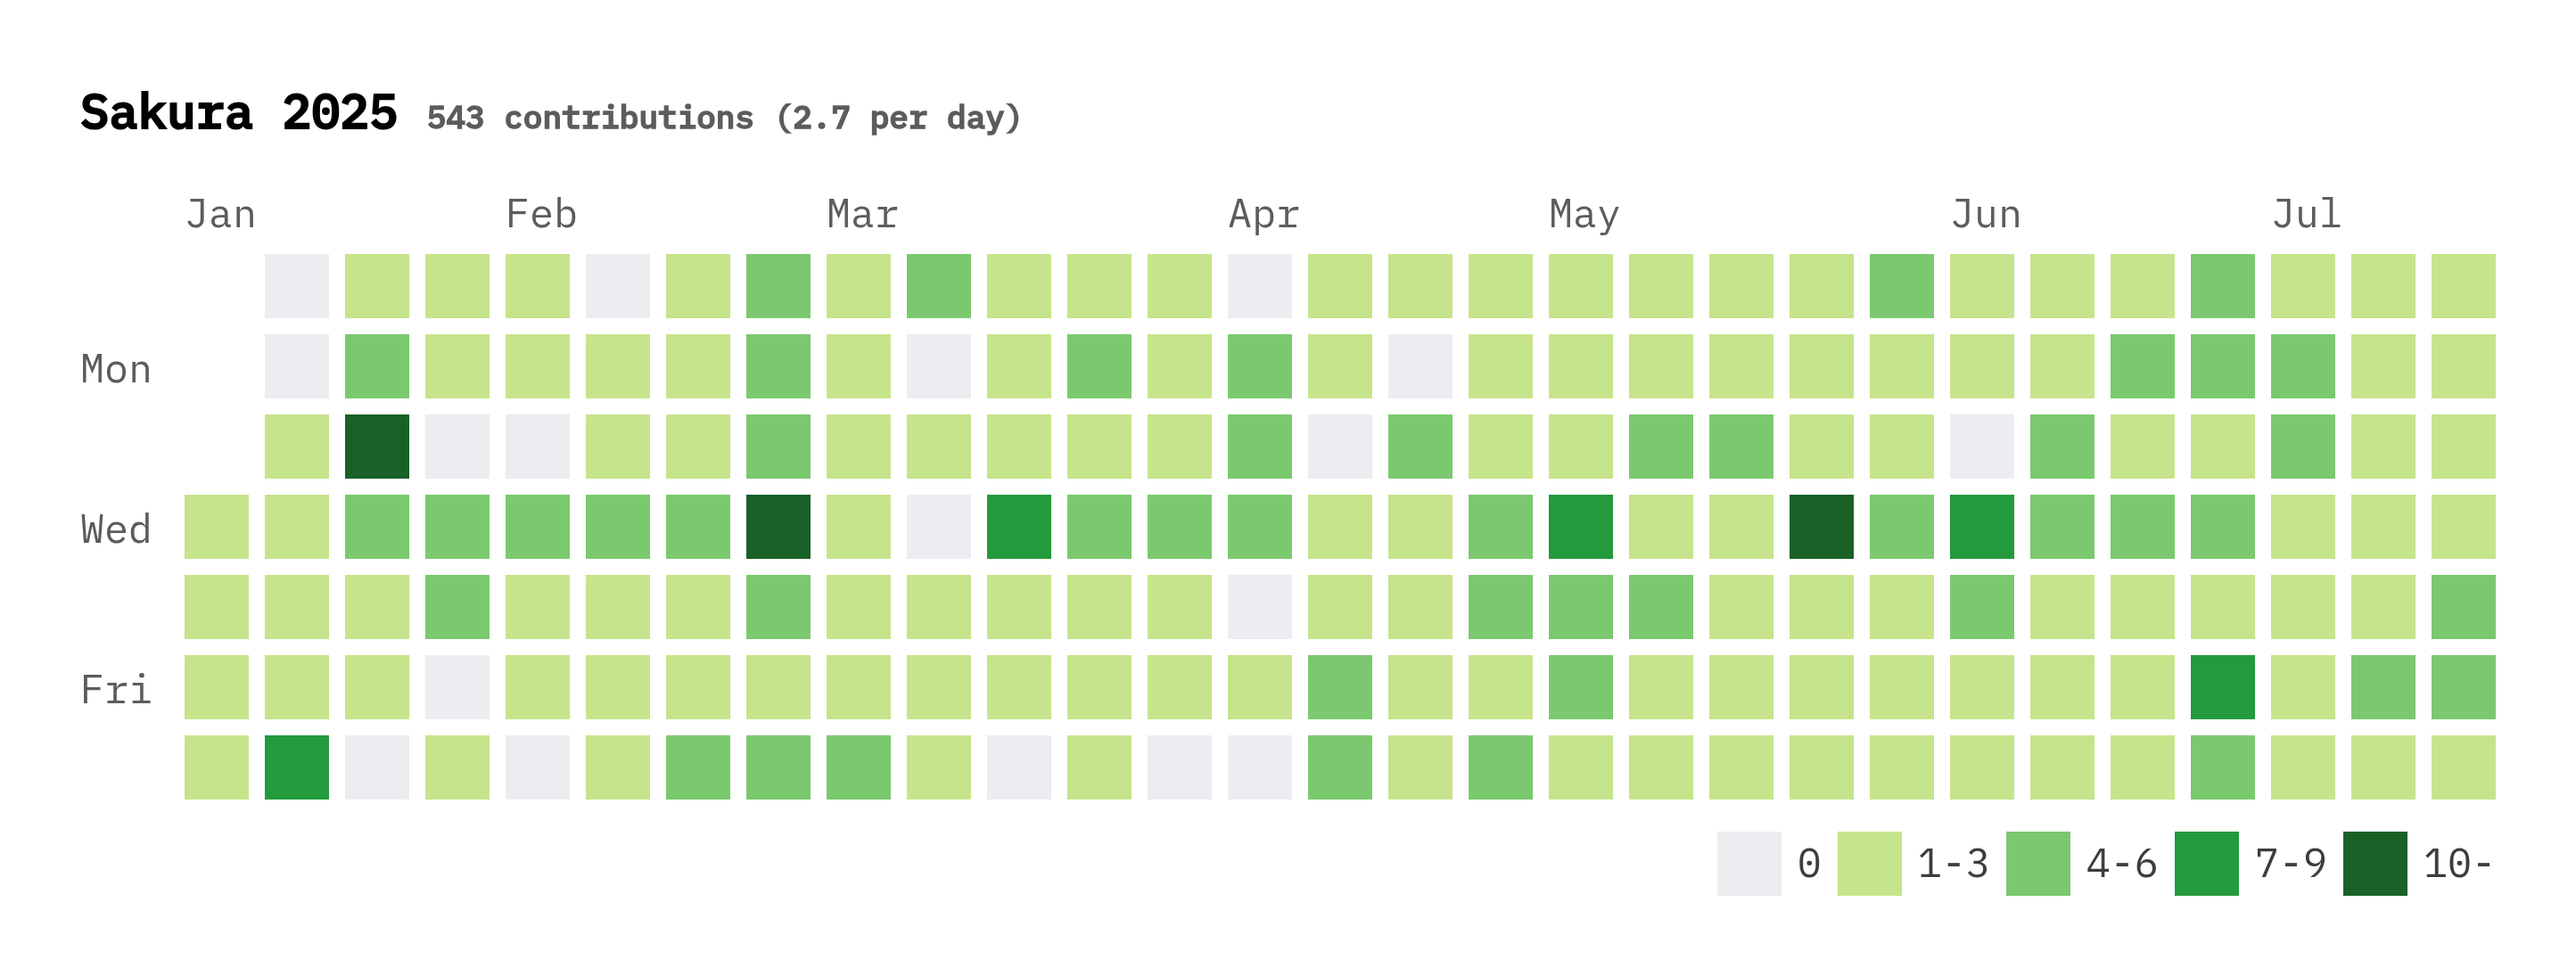 Sakura 2025 543 contributions (2.7 per day)
Jan Feb Mar Apr May Jun Jul
Mon
Wed
Fri
0 1-3 4-6 7-9 10-